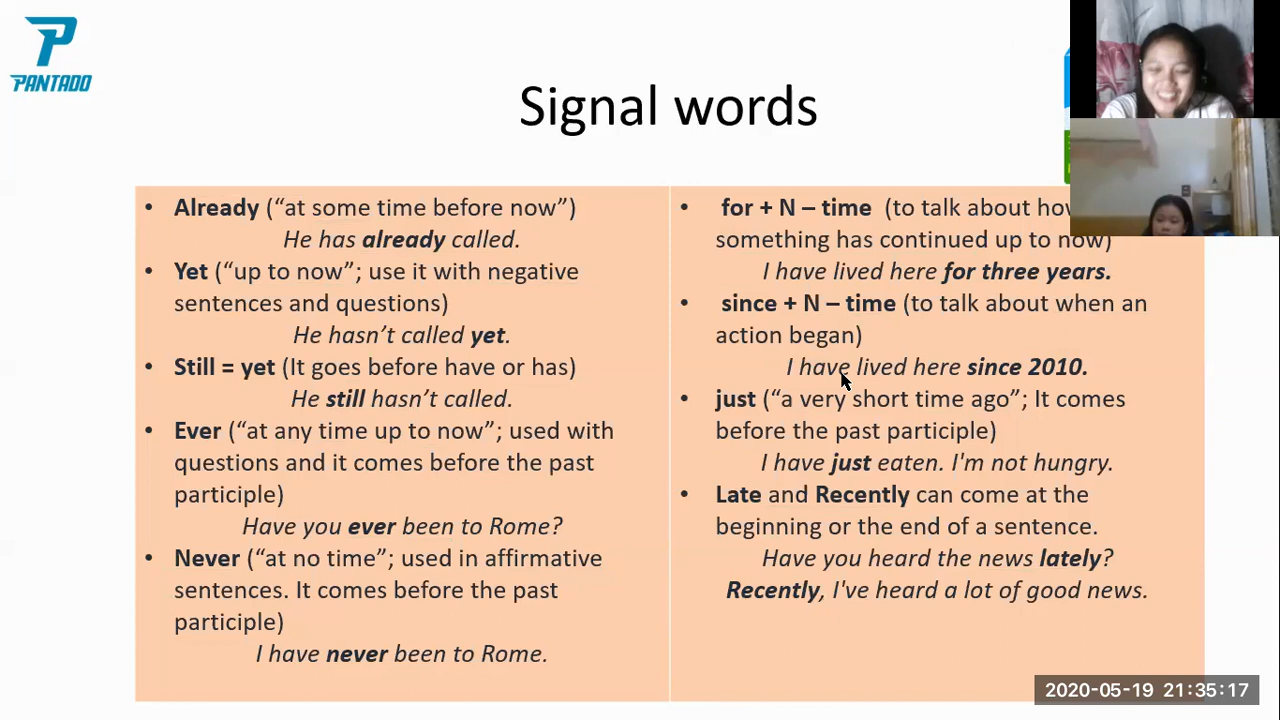 PANTADO
Signal words
• Already (“at some time before now”)
He has already called.
• Yet (“up to now”; use it with negative
sentences and questions)
He hasn’t called yet.
• Still = yet (It goes before have or has)
He still hasn’t called.
• Ever (“at any time up to now”; used with
questions and it comes before the past
participle)
Have you ever been to Rome?
• Never (“at no time”; used in affirmative
sentences. It comes before the past
participle)
I have never been to Rome.
• for + N – time (to talk about
something has continued up to now)
I have lived here for three years.
• since + N – time (to talk about when an
action began)
I have lived here since 2010.
• just (“a very short time ago”; It comes
before the past participle)
I have just eaten. I'm not hungry.
• Late and Recently can come at the
beginning or the end of a sentence.
Have you heard the news lately?
Recently, I've heard a lot of good news.
2020-05-19 21:35:17